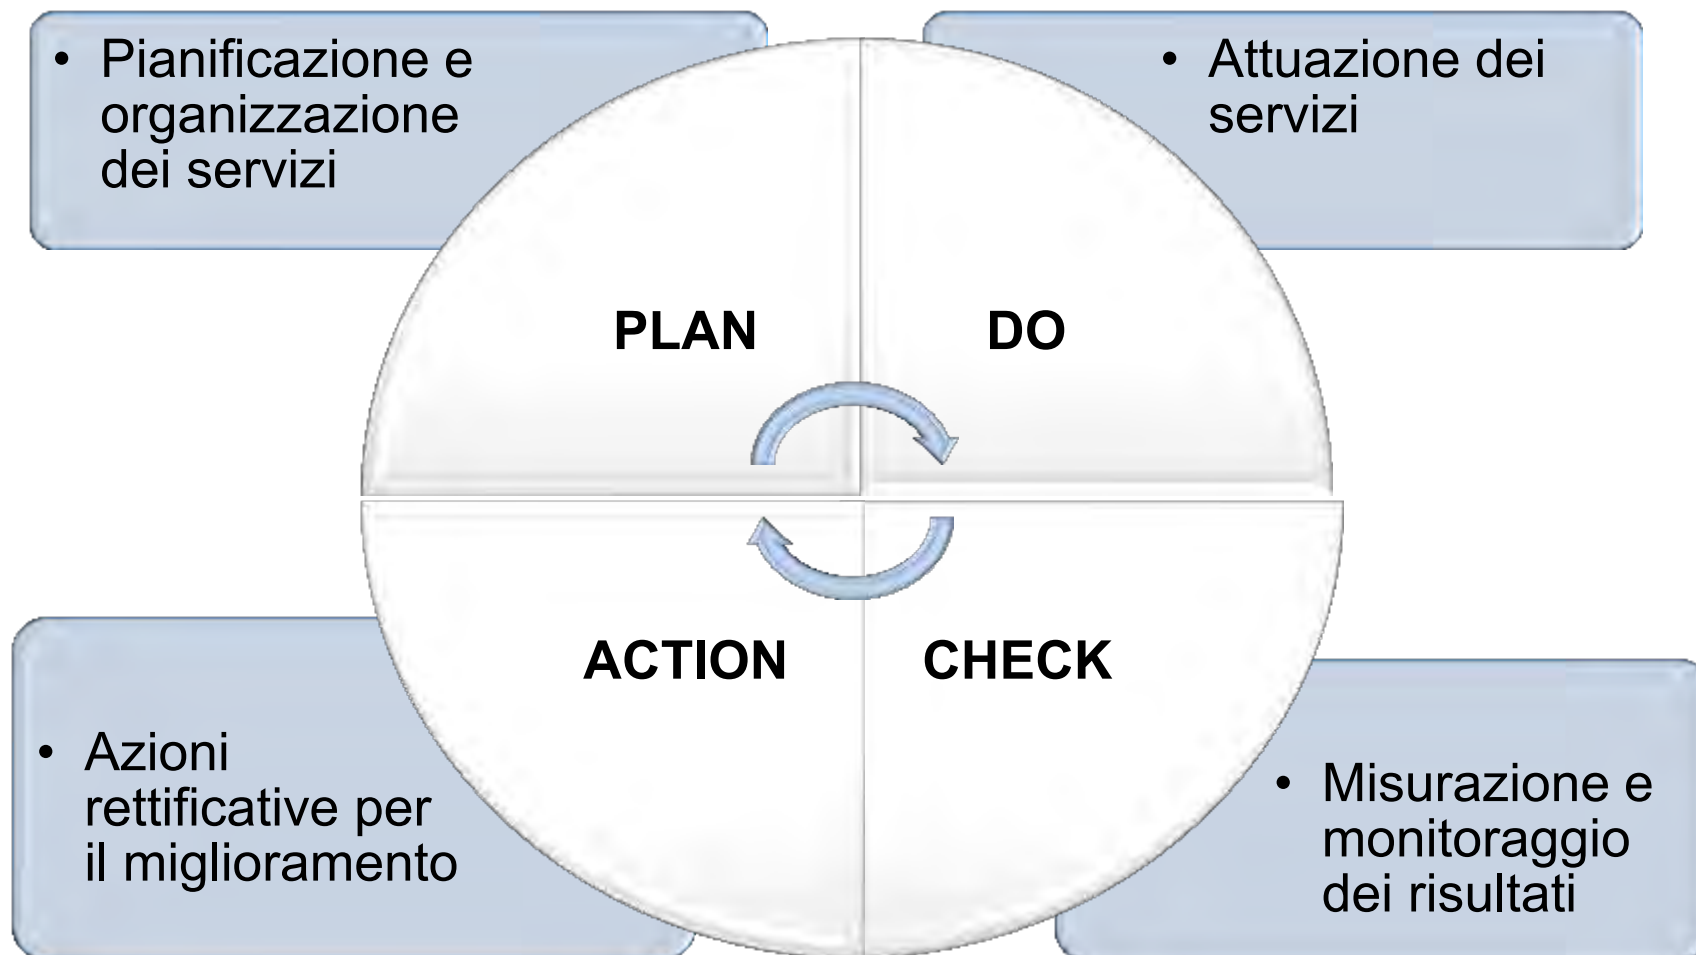 • Pianificazione e
organizzazione
dei servizi
• Attuazione dei
servizi
PLAN
DO
ACTION
CHECK
• Azioni
rettificative per
il miglioramento
• Misurazione e
monitoraggio
dei risultati